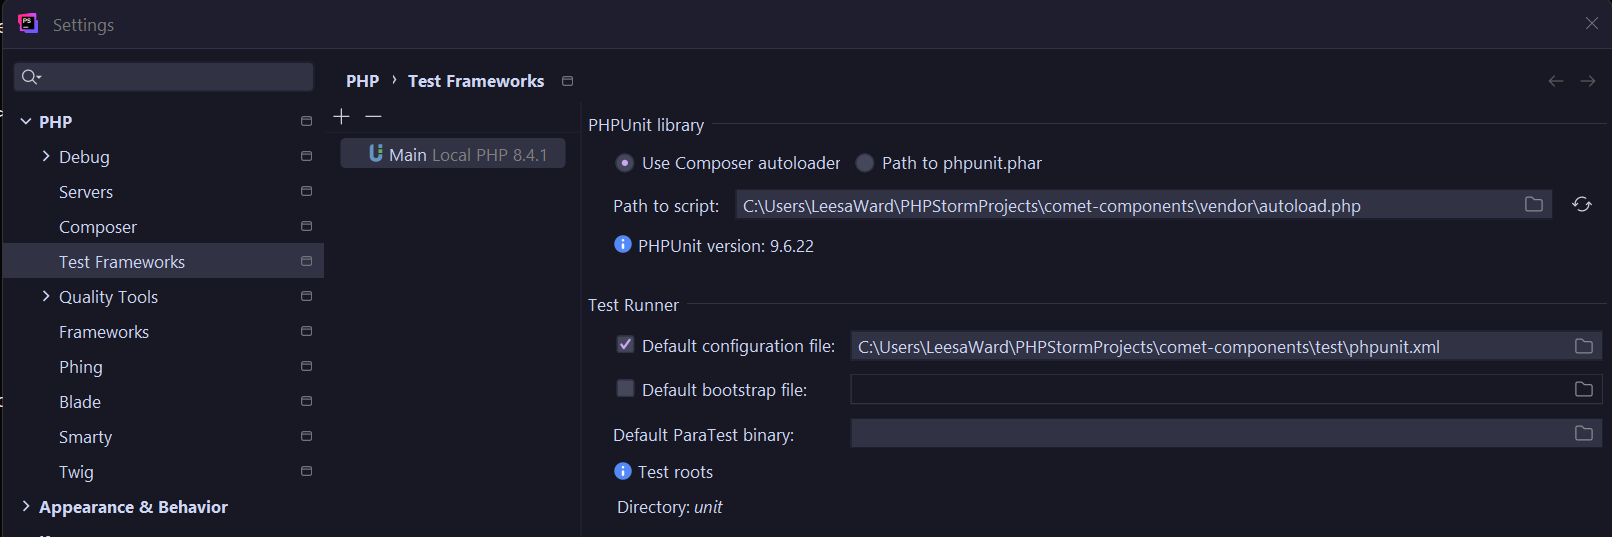 PS
Settings
PHP
Debug
Servers
Composer
Test Frameworks
Quality Tools
Frameworks
Phing
Blade
Smarty
Twig
Appearance & Behavior
PHP › Test Frameworks
Main Local PHP 8.4.1
PHPUnit library
Use Composer autoloader Path to phpunit.phar
Path to script: C:\Users\LeesaWard\PHPStormProjects\comet-components\vendor\autoload.php
PHPUnit version: 9.6.22
Test Runner
Default configuration file: C:\Users\LeesaWard\PHPStormProjects\comet-components\test\phpunit.xml
Default bootstrap file:
Default ParaTest binary:
Test roots
Directory: unit